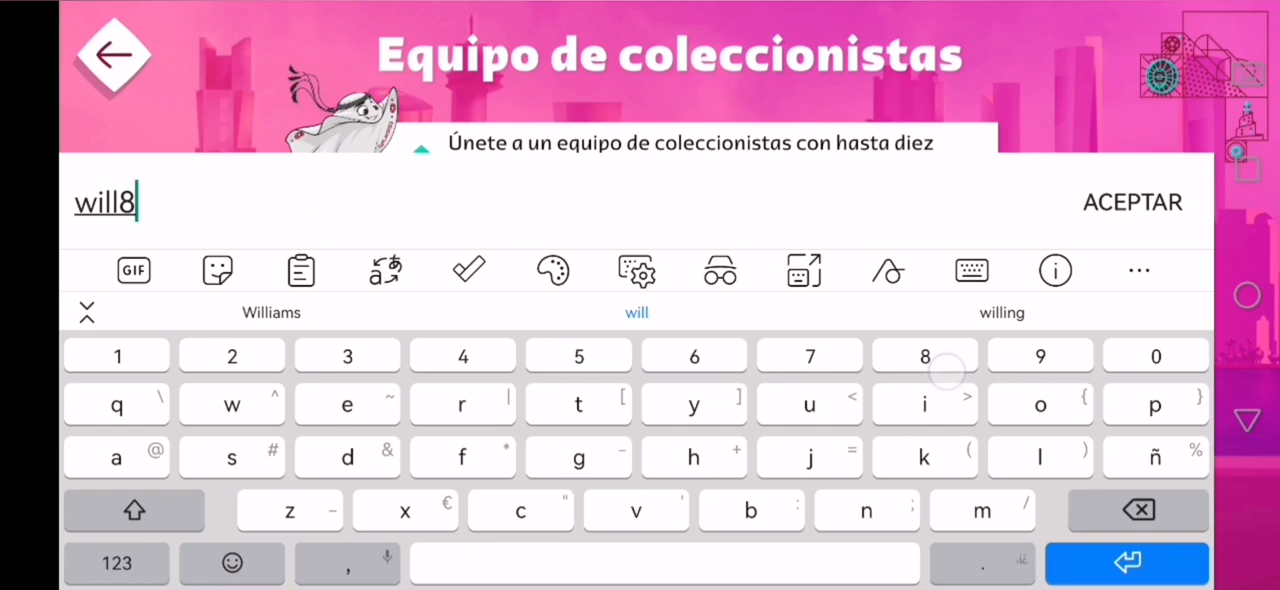 Equipo de coleccionistas
Únete a un equipo de coleccionistas con hasta diez
will8
ACEPTAR
GIF
Williams will willing
1 2 3 4 5 6 7 8 9 0
q \ w ^ e ~ r | t [ y ] u < i > o { p }
a @ s # d & f * g - h + j = k ( l ) ñ %
z _ x € c " v ' b : n ; m /
123 , .